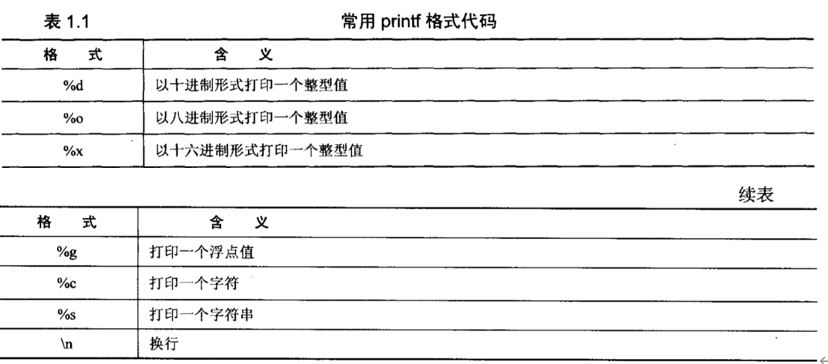 表 1.1 常用 printf 格式代码
格 式 含 义
%d 以十进制形式打印一个整型值
%o 以八进制形式打印一个整型值
%x 以十六进制形式打印一个整型值
续表
格 式 含 义
%g 打印一个浮点值
%c 打印一个字符
%s 打印一个字符串
\n 换行